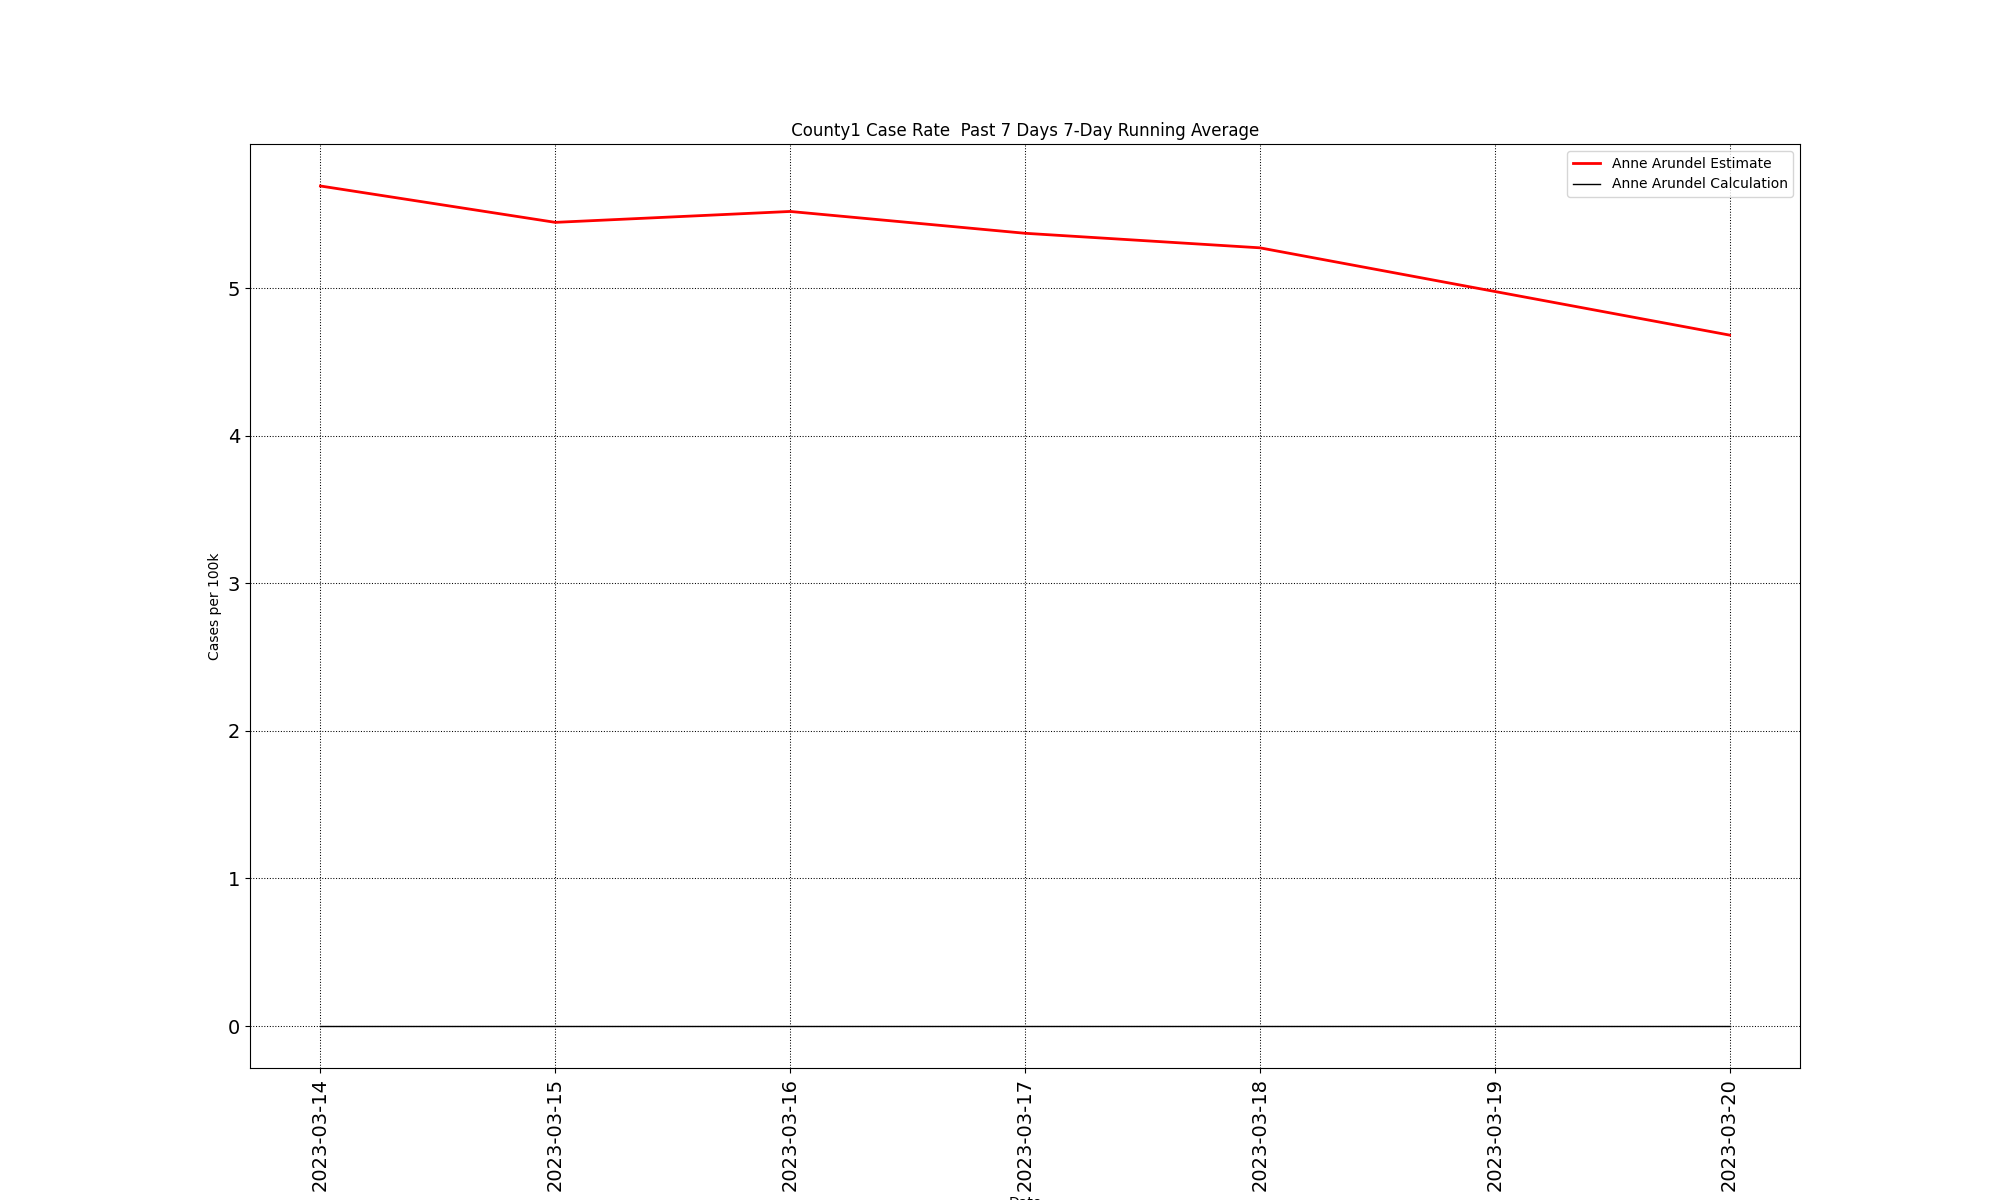 County1 Case Rate  Past 7 Days 7-Day Running Average
Anne Arundel Estimate
Anne Arundel Calculation
Cases per 100k
5
4
3
2
1
0
2023-03-14
2023-03-15
2023-03-16
2023-03-17
2023-03-18
2023-03-19
2023-03-20
Date